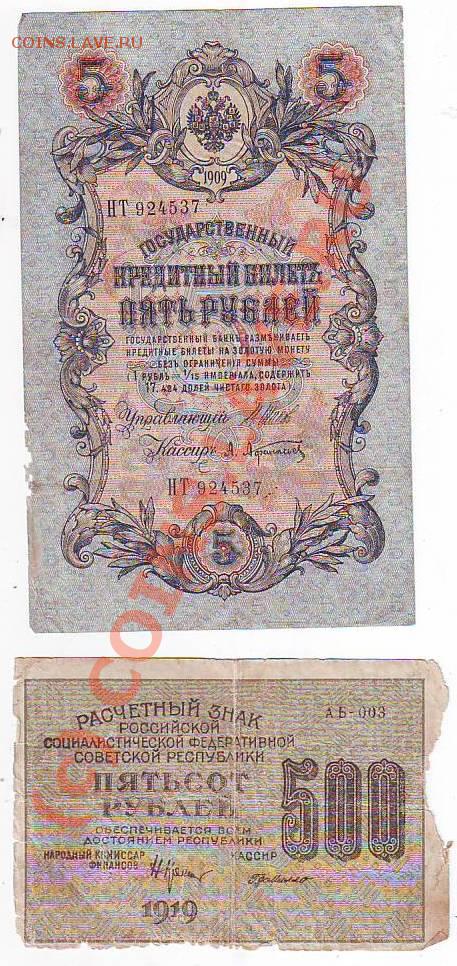 COINS.LAVE.RU
5 5
1909
НТ 924537
ГОСУДАРСТВЕННЫЙ
КРЕДИТНЫЙ БИЛЕТЪ
ПЯТЬ РУБЛЕЙ
ГОСУДАРСТВЕННЫЙ БАНКЪ РАЗМѢНИВАЕТЪ
КРЕДИТНЫЕ БИЛЕТЫ НА ЗОЛОТУЮ МОНЕТУ
БЕЗЪ ОГРАНИЧЕНІЯ СУММЫ
(1 РУБЛЬ = 1/15 ИМПЕРІАЛА, СОДЕРЖИТЪ
17,424 ДОЛЕЙ ЧИСТАГО ЗОЛОТА)
Управляющій
Кассиръ
НТ 924537
5
РАСЧЕТНЫЙ ЗНАК
АБ-003
РОССИЙСКОЙ
СОЦИАЛИСТИЧЕСКОЙ ФЕДЕРАТИВНОЙ
СОВЕТСКОЙ РЕСПУБЛИКИ
ПЯТЬСОТ
РУБЛЕЙ
500
ОБЕСПЕЧИВАЕТСЯ ВСЕМ
ДОСТОЯНИЕМ РЕСПУБЛИКИ
НАРОДНЫЙ КОМИССАР
ФИНАНСОВ
КАССИР
1919